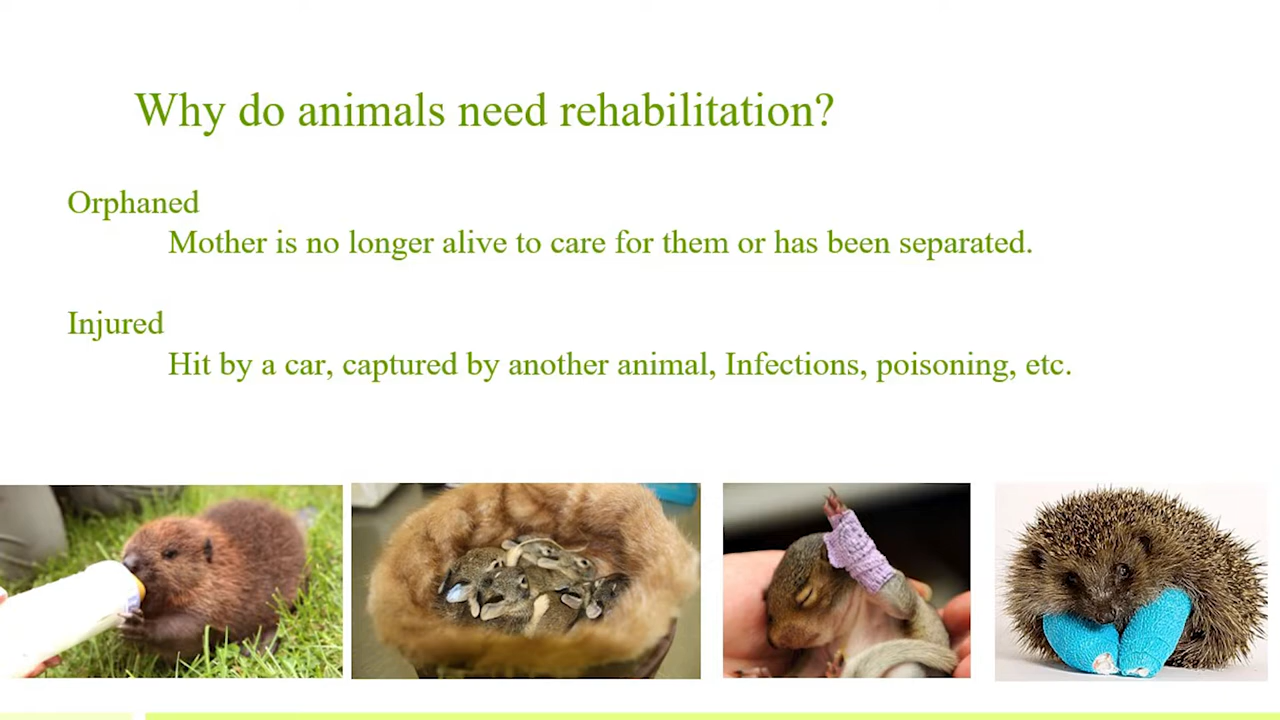 Why do animals need rehabilitation?
Orphaned
Mother is no longer alive to care for them or has been separated.
Injured
Hit by a car, captured by another animal, Infections, poisoning, etc.